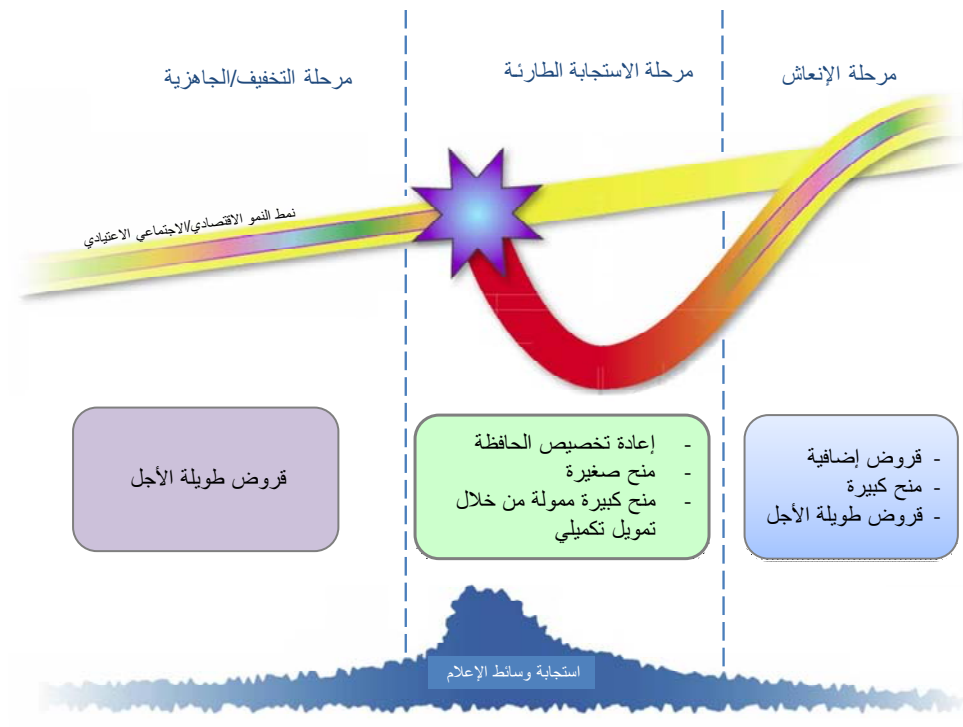 مرحلة التخفيف/الجاهزية
مرحلة الاستجابة الطارئة
مرحلة الإنعاش
نمط النمو الاقتصادي/الاجتماعي الاعتيادي
قروض طويلة الأجل
- إعادة تخصيص الحافظة
- منح صغيرة
- منح كبيرة ممولة من خلال
تمويل تكميلي
- قروض إضافية
- منح كبيرة
- قروض طويلة الأجل
استجابة وسائط الإعلام